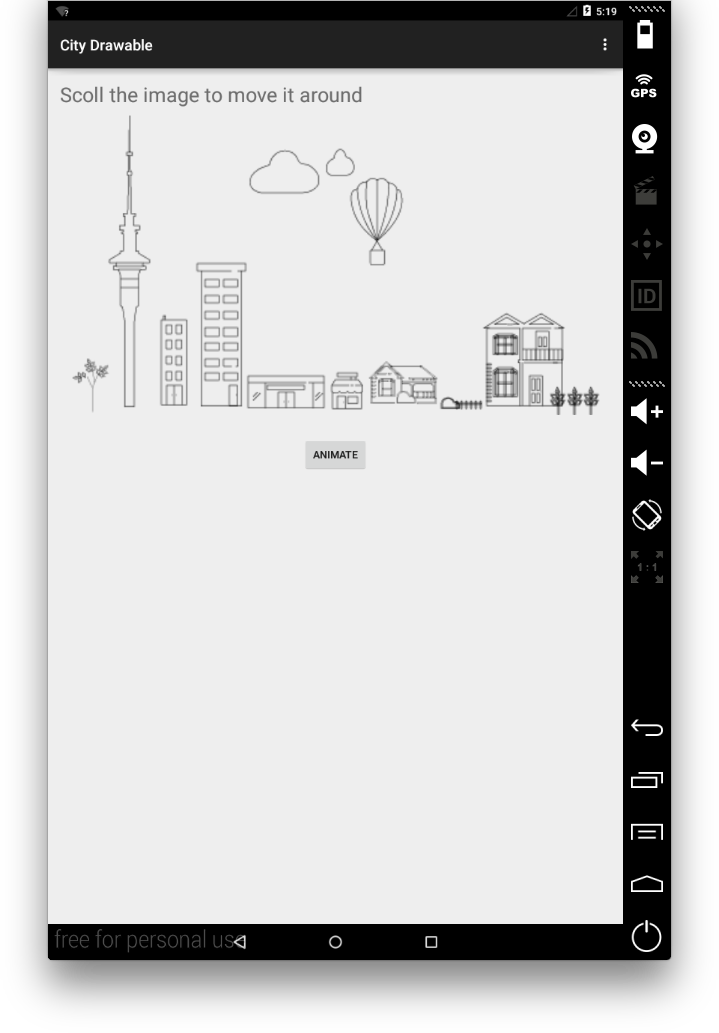 5:19
City Drawable
GPS
Scoll the image to move it around
ID
ANIMATE
1:1
free for personal use